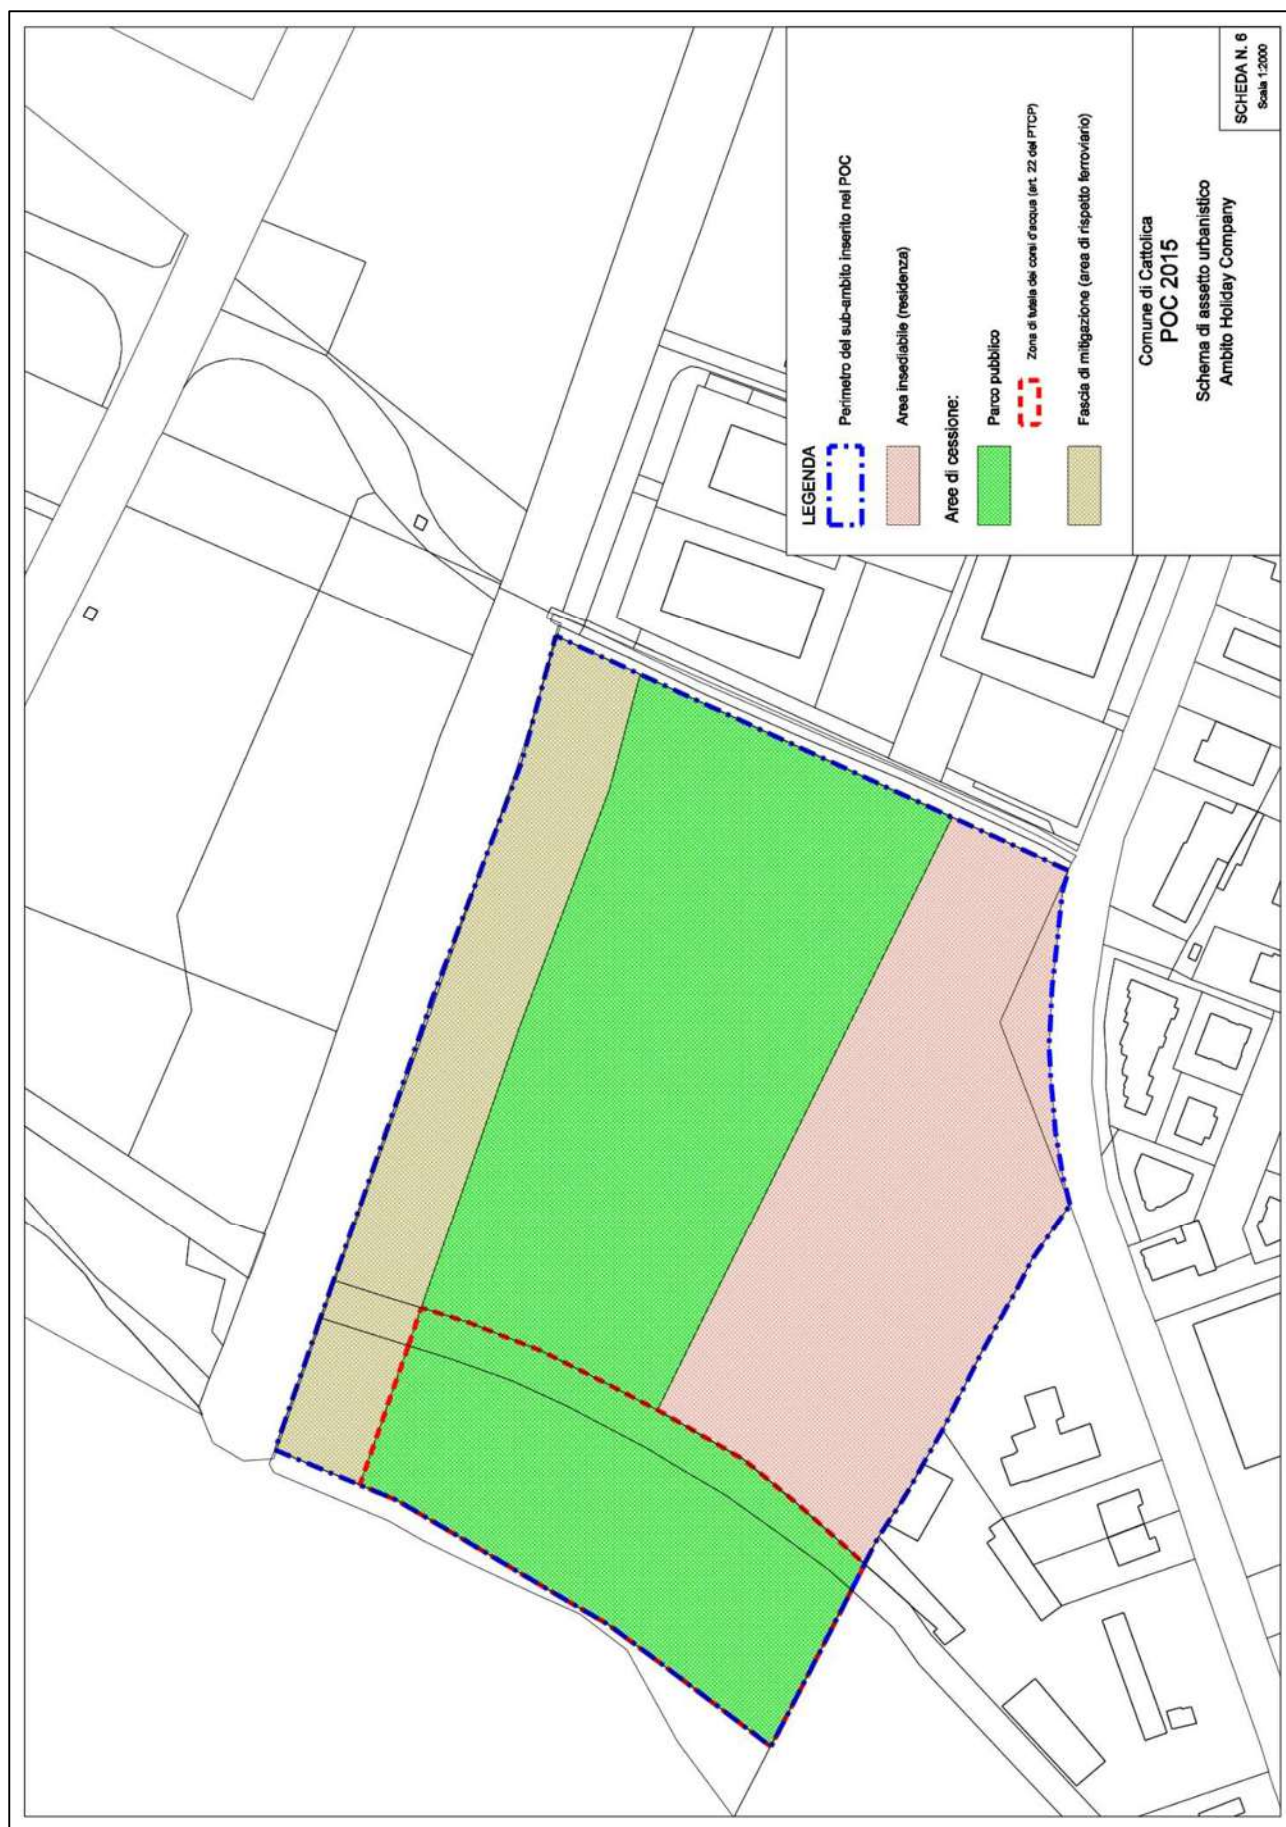 LEGENDA
Perimetro del sub-ambito inserito nel POC
Area insediabile (residenza)
Aree di cessione:
Parco pubblico
Zona di tutela dei corsi d'acqua (art. 22 del PTCP)
Fascia di mitigazione (area di rispetto ferroviario)
Comune di Cattolica
POC 2015
Schema di assetto urbanistico
Ambito Holiday Company
SCHEDA N. 6
Scala 1:2000